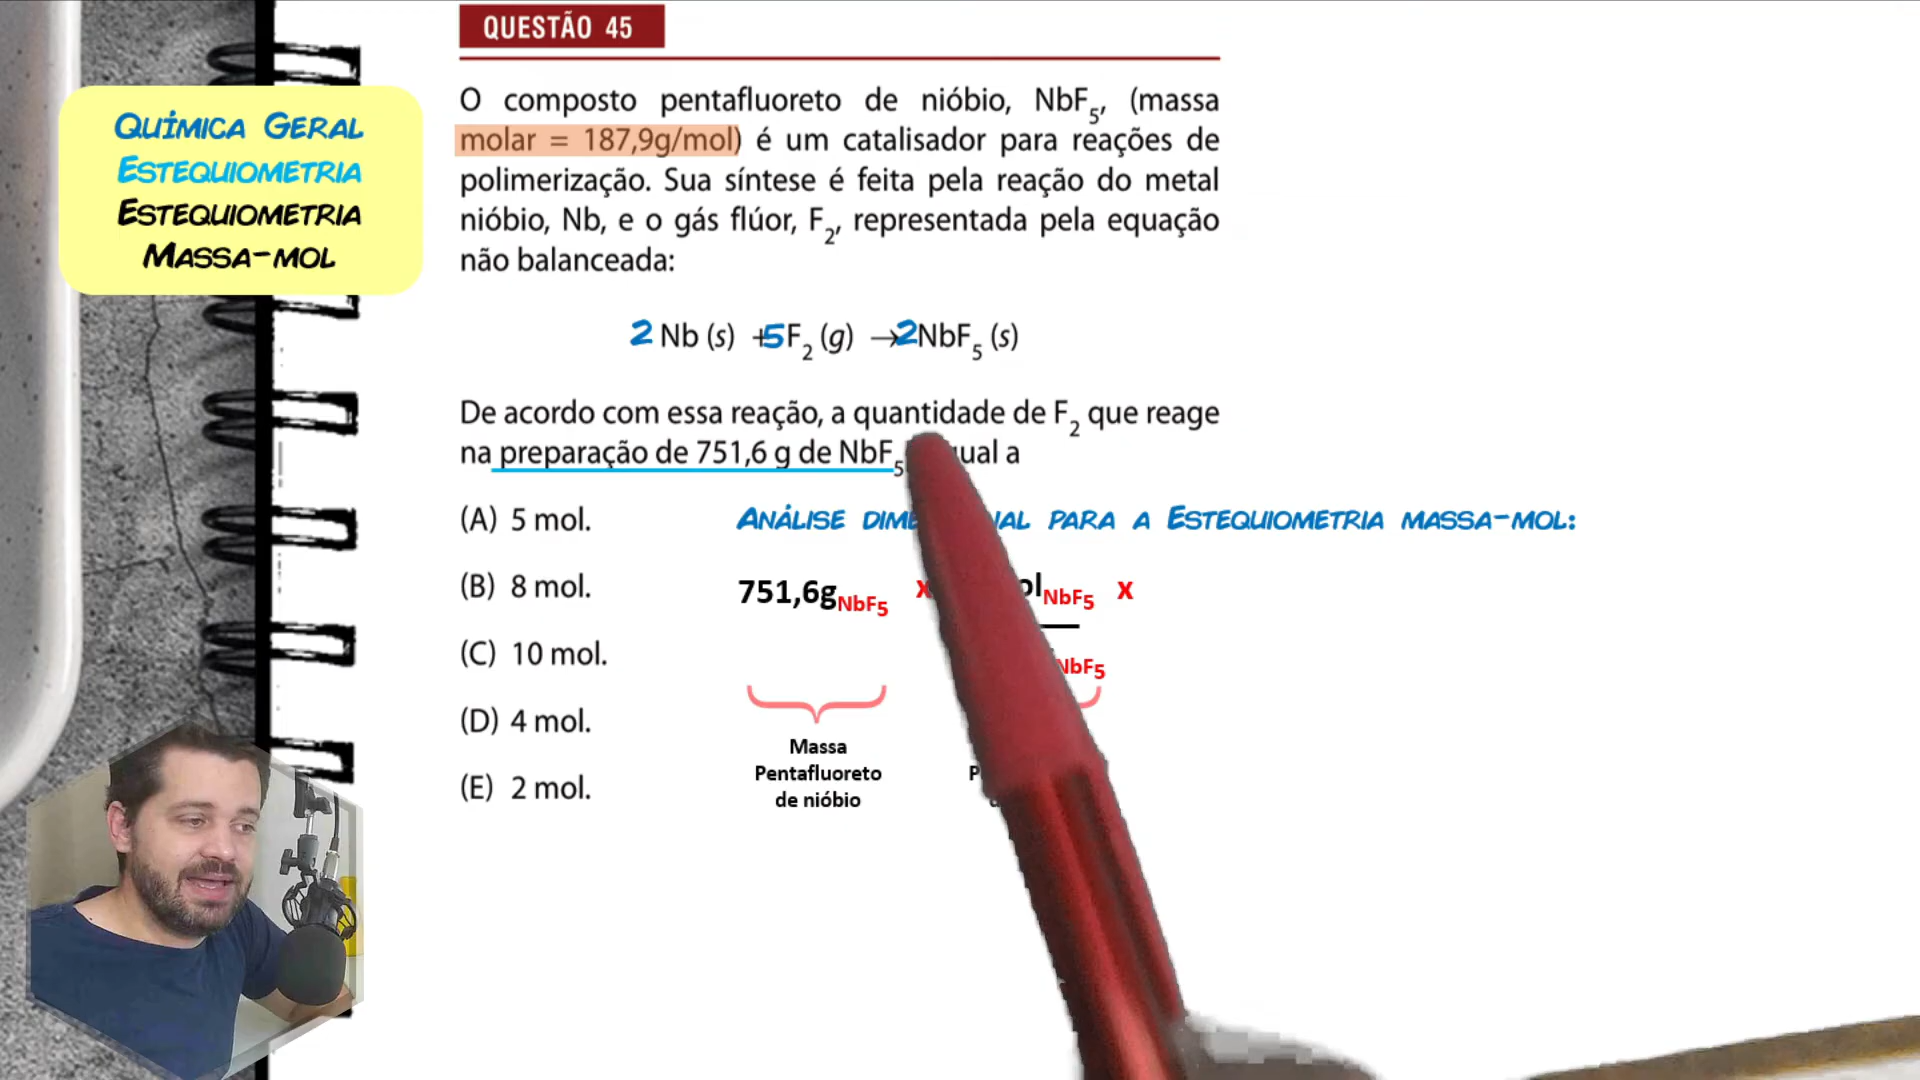 QUESTÃO 45
QUÍMICA GERAL
ESTEQUIOMETRIA
ESTEQUIOMETRIA
MASSA-MOL
O composto pentafluoreto de nióbio, NbF5, (massa
molar = 187,9g/mol) é um catalisador para reações de
polimerização. Sua síntese é feita pela reação do metal
nióbio, Nb, e o gás flúor, F2, representada pela equação
não balanceada:
2 Nb (s) + 5 F2 (g) → 2 NbF5 (s)
De acordo com essa reação, a quantidade de F2 que reage
na preparação de 751,6 g de NbF5
(A) 5 mol.
(B) 8 mol.
(C) 10 mol.
(D) 4 mol.
(E) 2 mol.
ANÁLISE PARA A ESTEQUIOMETRIA MASSA-MOL:
751,6gNbF5 x NbF5 x
NbF5
Massa
Pentafluoreto
de nióbio